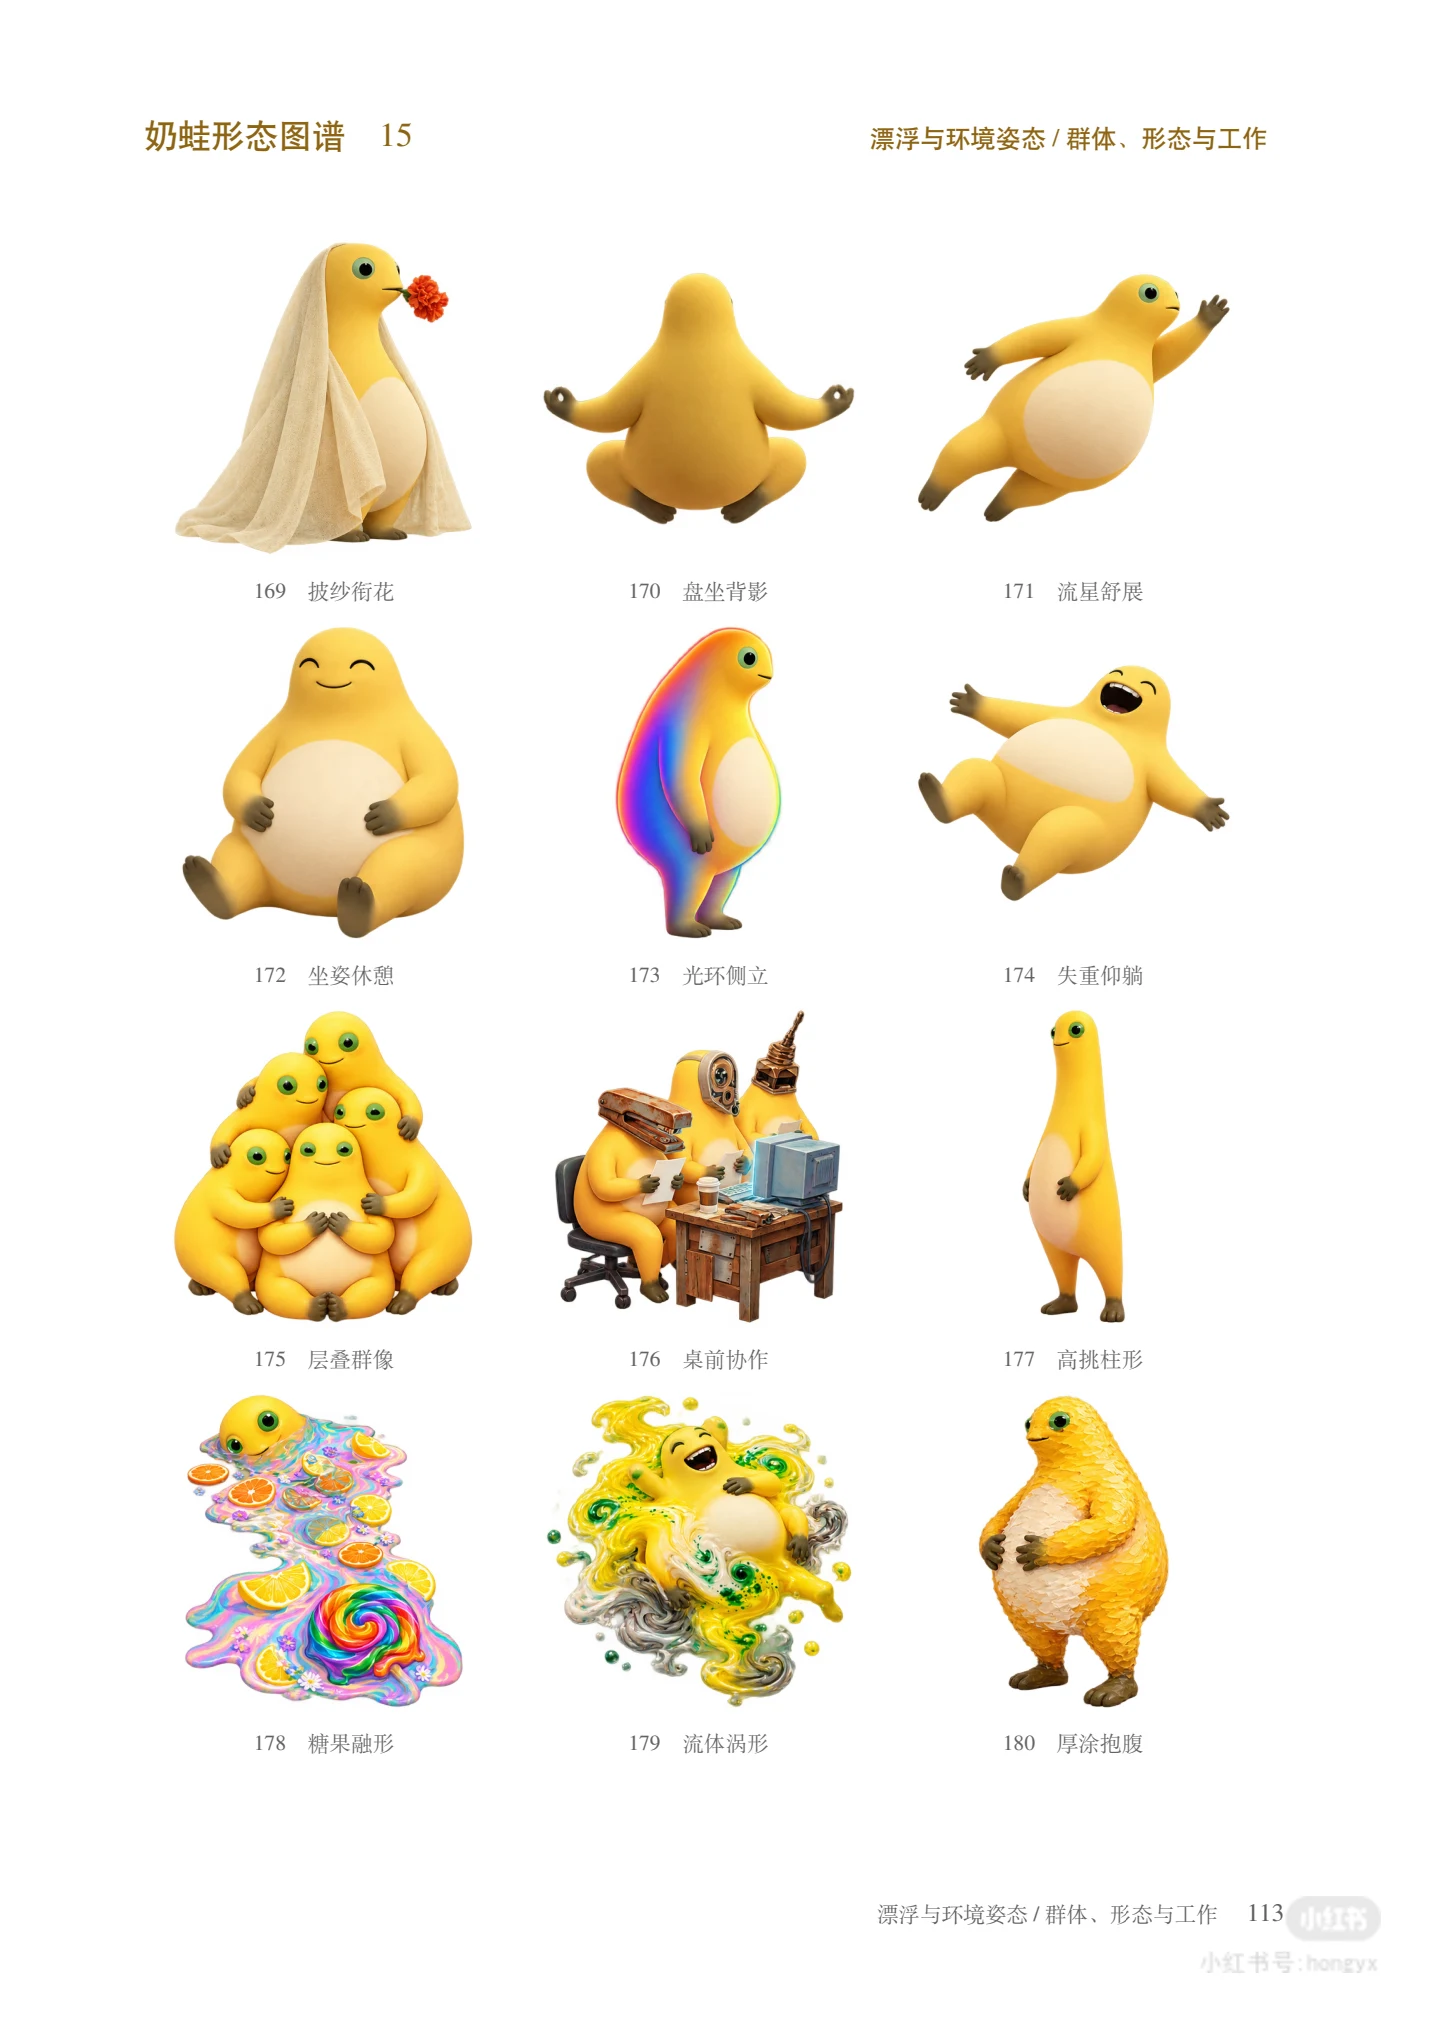 奶蛙形态图谱 15
漂浮与环境姿态 / 群体、形态与工作
169 披纱衔花
170 盘坐背影
171 流星舒展
172 坐姿休憩
173 光环侧立
174 失重仰躺
175 层叠群像
176 桌前协作
177 高挑柱形
178 糖果融形
179 流体涡形
180 厚涂抱腹
漂浮与环境姿态 / 群体、形态与工作 113
小红书
小红书号:hongyx